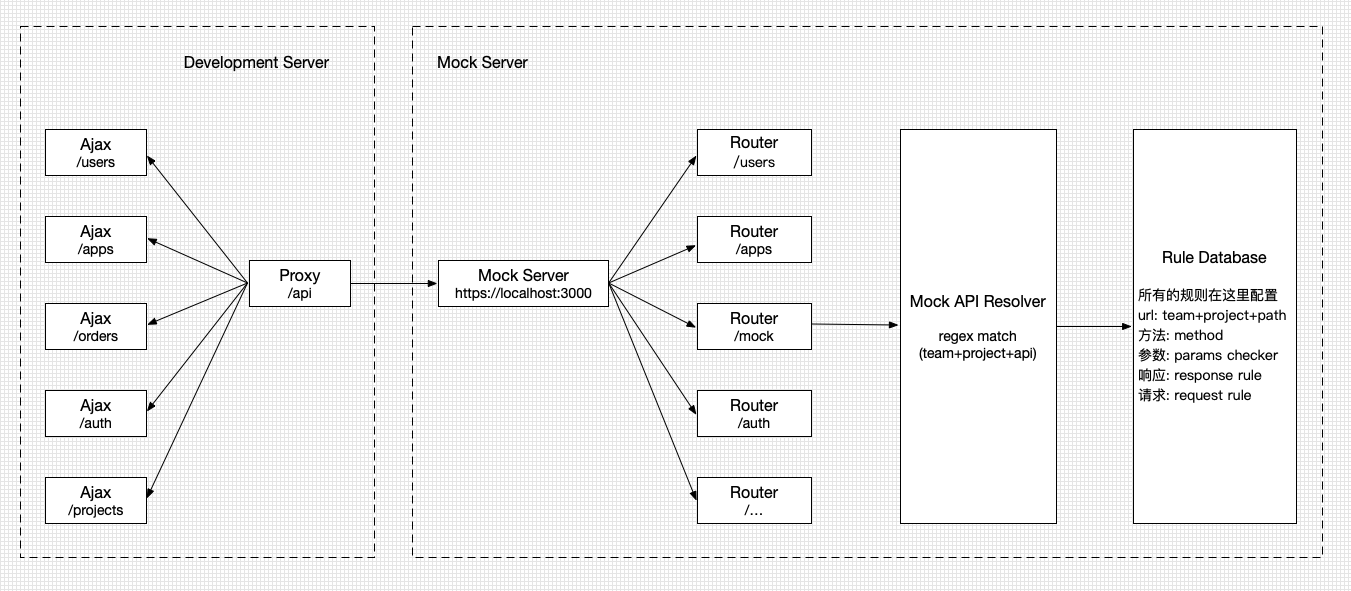 Development Server
Ajax
/users
Ajax
/apps
Ajax
/orders
Ajax
/auth
Ajax
/projects
Proxy
/api
Mock Server
Mock Server
https://localhost:3000
Router
/users
Router
/apps
Router
/mock
Router
/auth
Router
/...
Mock API Resolver
regex match
(team+project+api)
Rule Database
所有的规则在这里配置
url: team+project+path
方法: method
参数: params checker
响应: response rule
请求: request rule